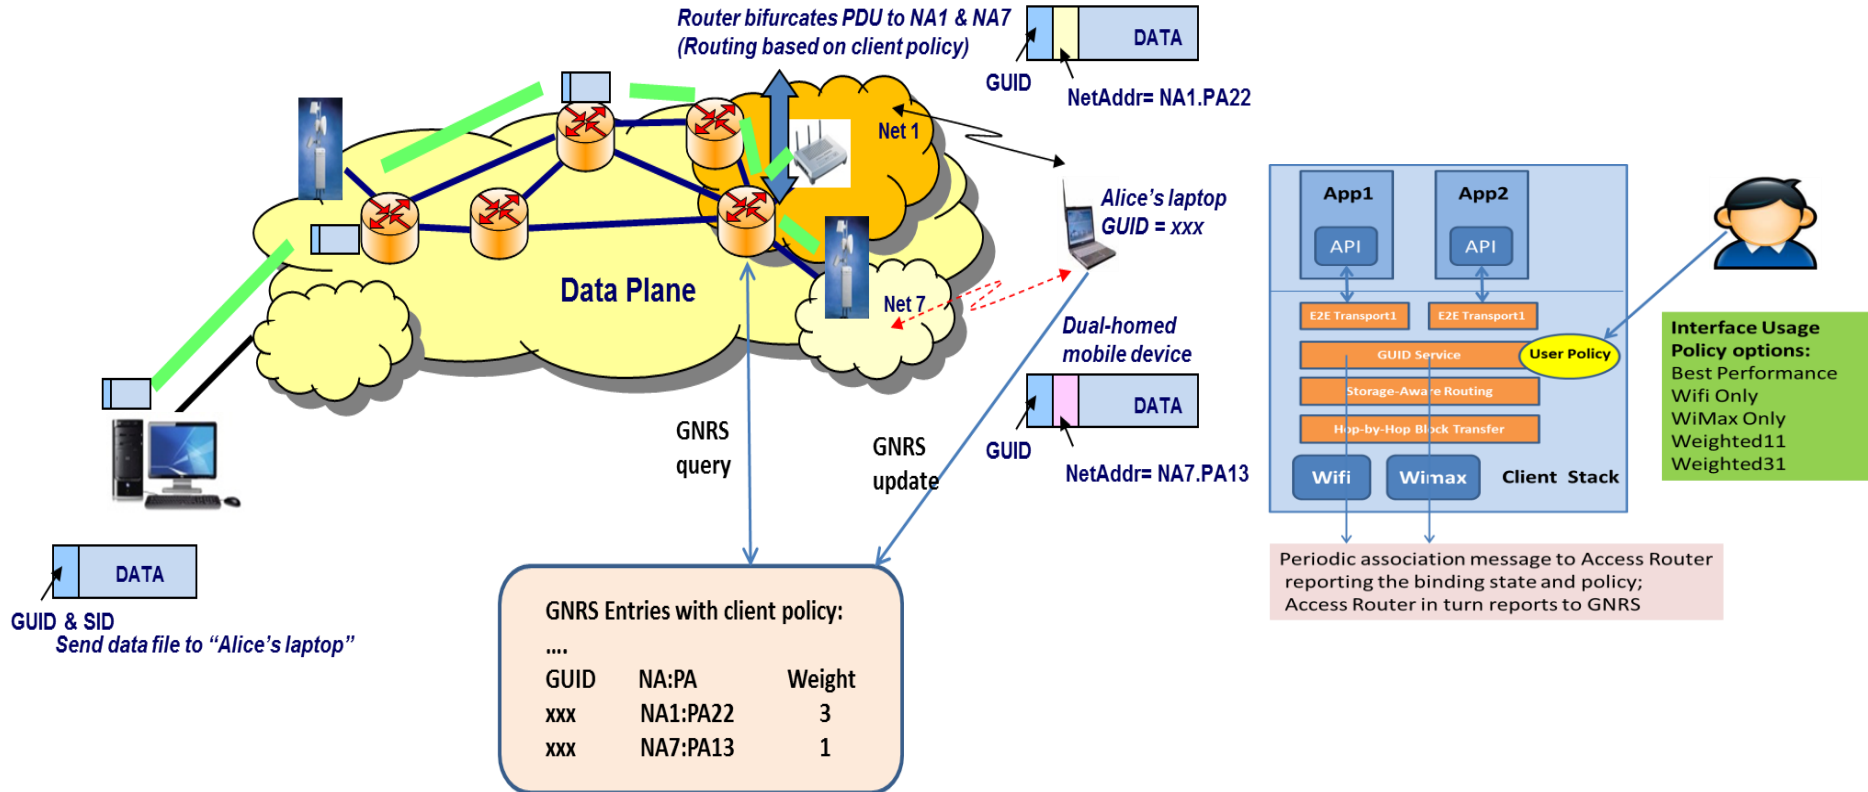 Router bifurcates PDU to NA1 & NA7
(Routing based on client policy)
DATA
GUID
NetAddr= NA1.PA22
Net 1
Alice's laptop
GUID = xxx
Data Plane
Net 7
Dual-homed
mobile device
DATA
GUID
NetAddr= NA7.PA13
GNRS
query
GNRS
update
DATA
GUID & SID
Send data file to “Alice's laptop”
GNRS Entries with client policy:
....
GUID NA:PA Weight
xxx NA1:PA22 3
xxx NA7:PA13 1
App1
App2
API
API
E2E Transport1
E2E Transport1
GUID Service
User Policy
Storage-Aware Routing
Hop-by-Hop Block Transfer
Wifi
Wimax
Client Stack
Interface Usage
Policy options:
Best Performance
Wifi Only
WiMax Only
Weighted11
Weighted31
Periodic association message to Access Router
reporting the binding state and policy;
Access Router in turn reports to GNRS